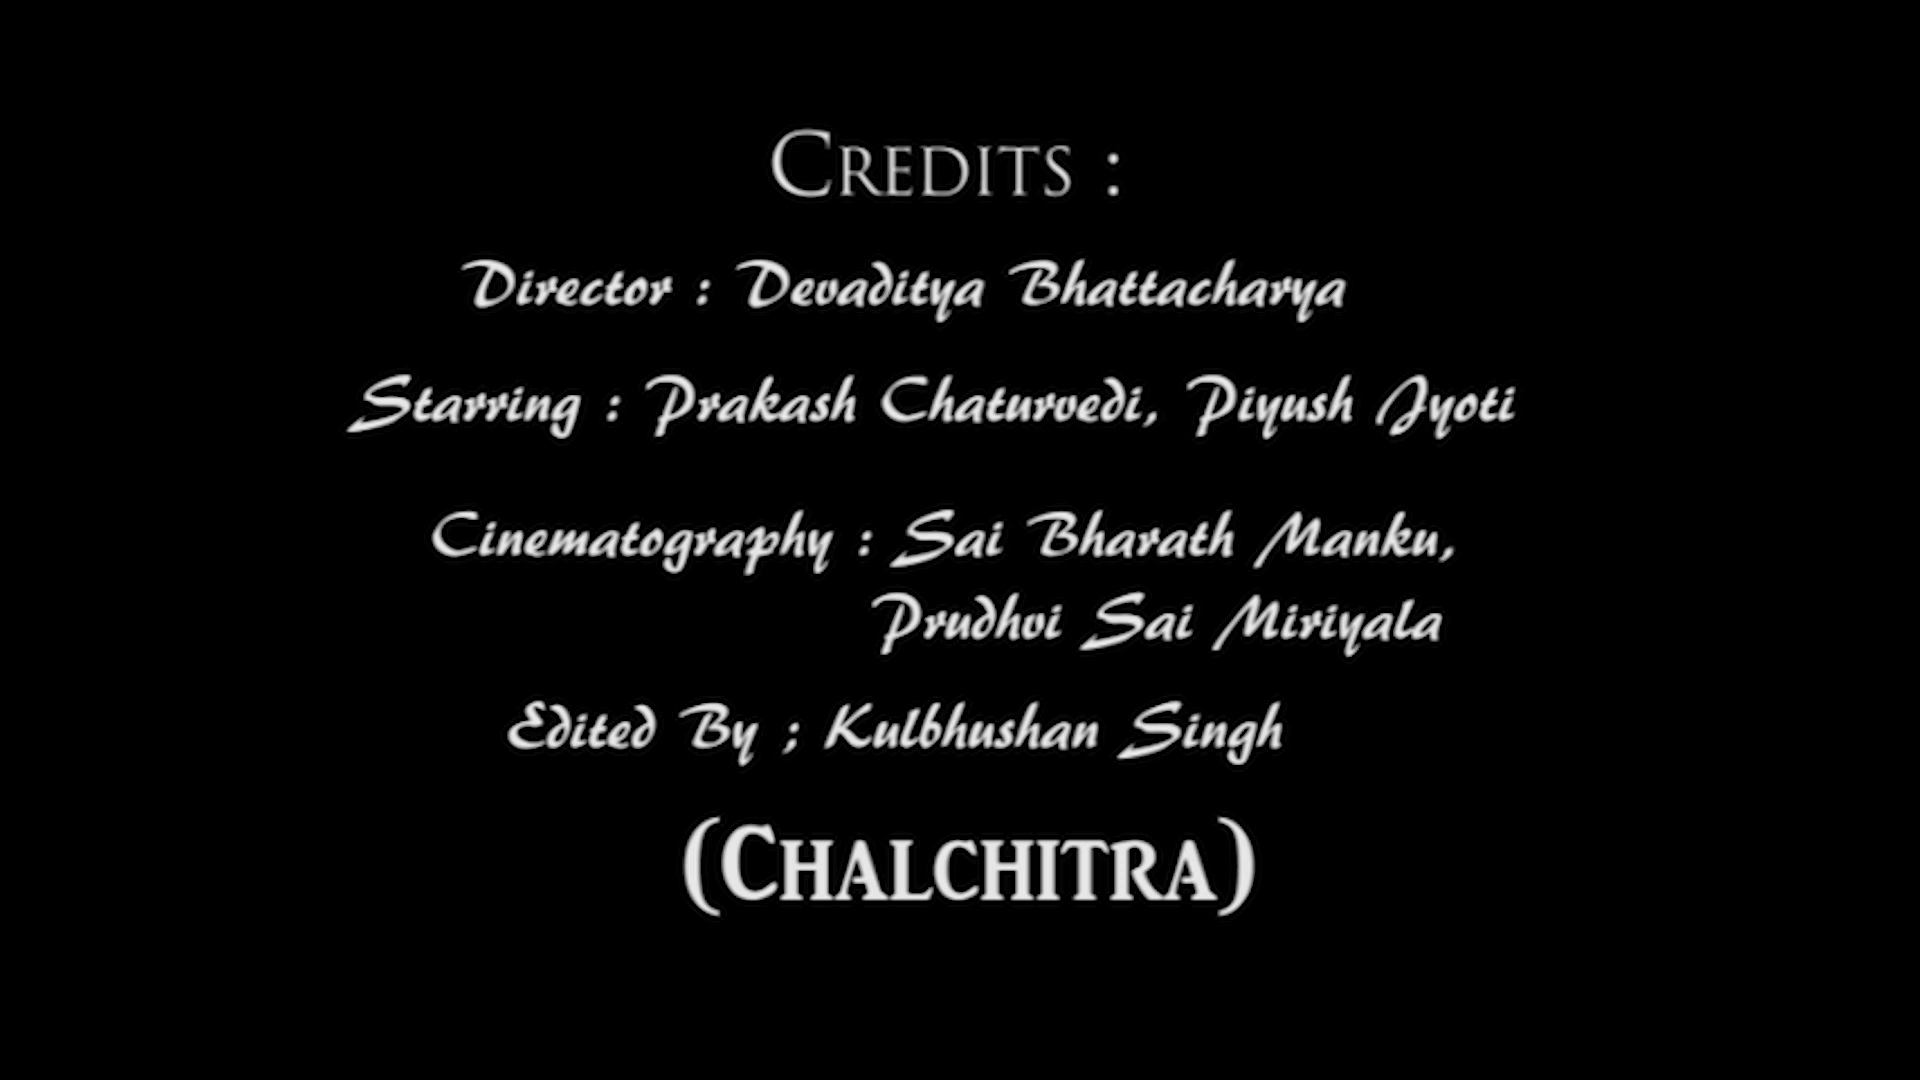 CREDITS :
Director : Devaditya Bhattacharya
Starring : Prakash Chaturvedi, Piyush Jyoti
Cinematography : Sai Bharath Manku,
Prudhvi Sai Miriyala
Edited By ; Kulbhushan Singh
(CHALCHITRA)